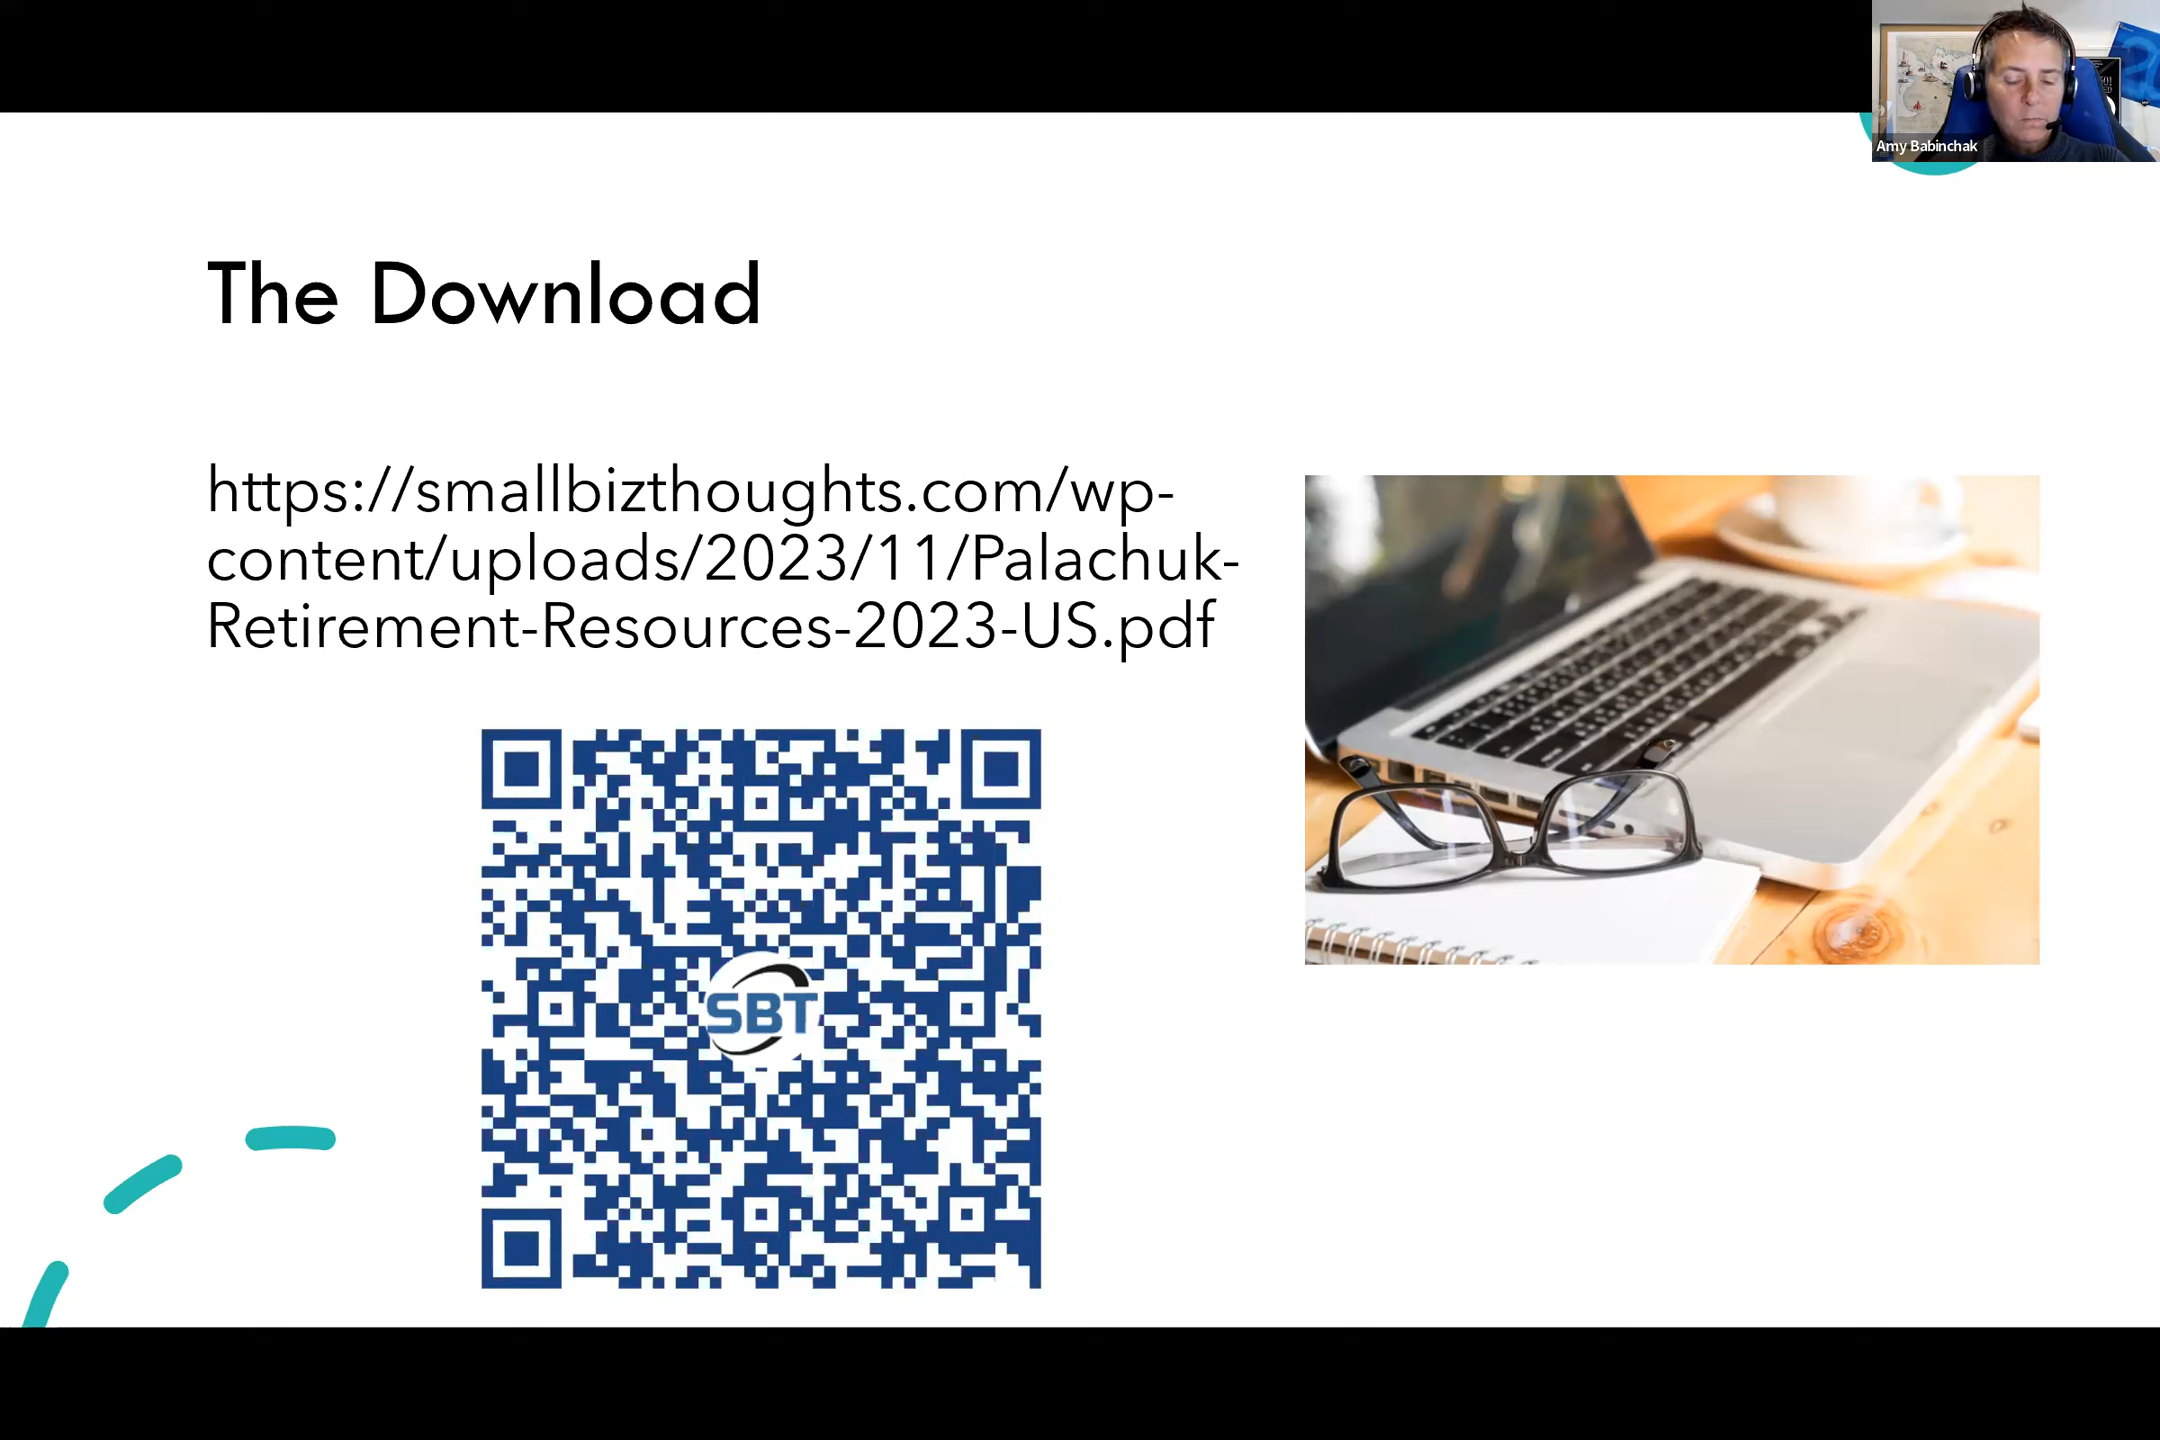 Amy Babinchak
The Download
https://smallbizthoughts.com/wp-
content/uploads/2023/11/Palachuk-
Retirement-Resources-2023-US.pdf
SBT